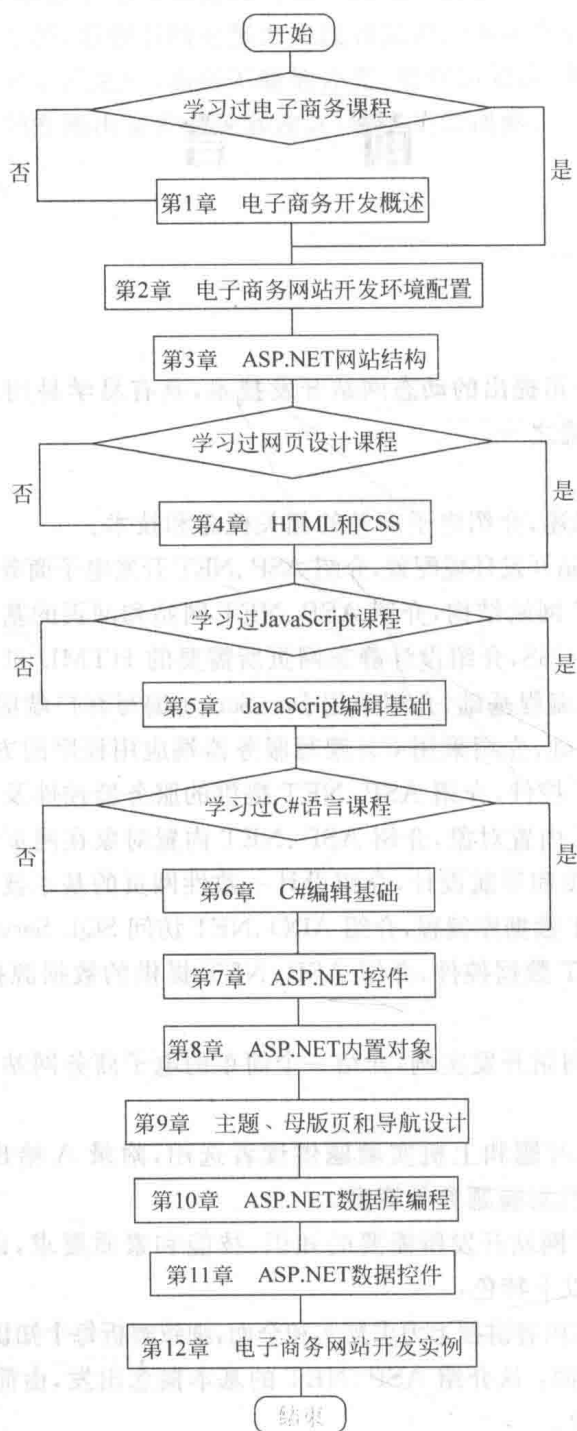 开始
学习过电子商务课程
否
是
第1章 电子商务开发概述
第2章 电子商务网站开发环境配置
第3章 ASP.NET网站结构
学习过网页设计课程
否
是
第4章 HTML和CSS
学习过JavaScript课程
否
是
第5章 JavaScript编辑基础
学习过C#语言课程
否
是
第6章 C#编辑基础
第7章 ASP.NET控件
第8章 ASP.NET内置对象
第9章 主题、母版页和导航设计
第10章 ASP.NET数据库编程
第11章 ASP.NET数据控件
第12章 电子商务网站开发实例
结束